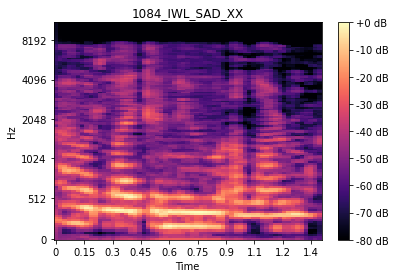 1084_IWL_SAD_XX
+0 dB
8192
-10 dB
4096
-20 dB
-30 dB
2048
Hz
-40 dB
1024
-50 dB
-60 dB
512
-70 dB
0
-80 dB
0 0.15 0.3 0.45 0.6 0.75 0.9 1.1 1.2 1.4
Time